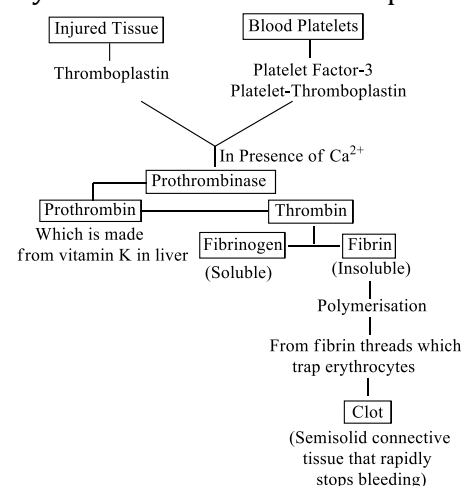 Injured Tissue
Blood Platelets
Thromboplastin
Platelet Factor-3
Platelet-Thromboplastin
In Presence of Ca²⁺
Prothrombinase
Prothrombin
Thrombin
Which is made
from vitamin K in liver
Fibrinogen
Fibrin
(Soluble)
(Insoluble)
Polymerisation
From fibrin threads which
trap erythrocytes
Clot
(Semisolid connective
tissue that rapidly
stops bleeding)